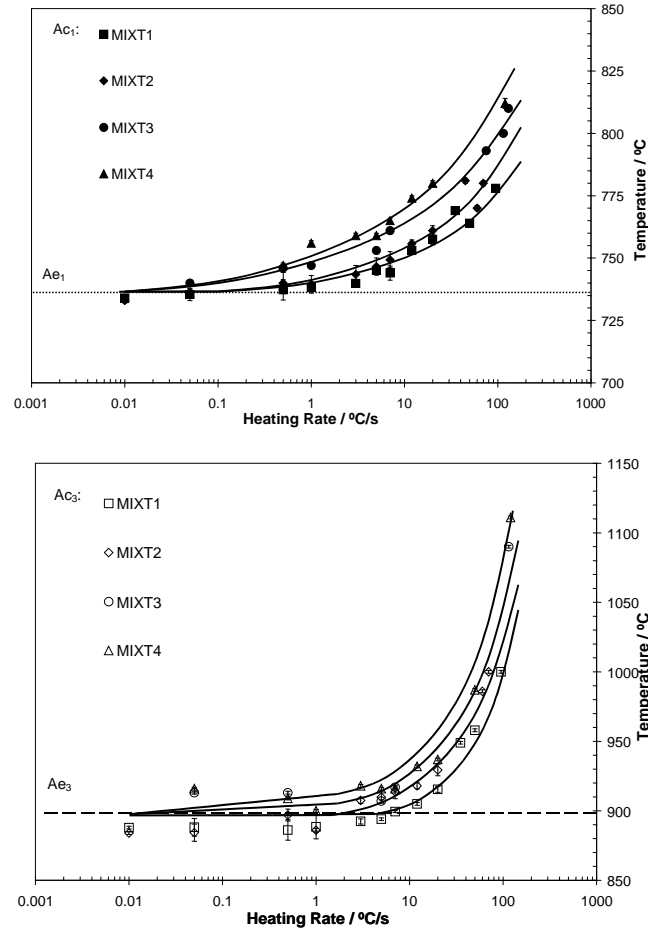 Ac₁:
MIXT1
MIXT2
MIXT3
MIXT4
Ae₁
850
825
800
775
750
725
700
Temperature / ºC
0.001 0.01 0.1 1 10 100 1000
Heating Rate / ºC/s
Ac₃:
MIXT1
MIXT2
MIXT3
MIXT4
Ae₃
1150
1100
1050
1000
950
900
850
Temperature / ºC
0.001 0.01 0.1 1 10 100 1000
Heating Rate / ºC/s